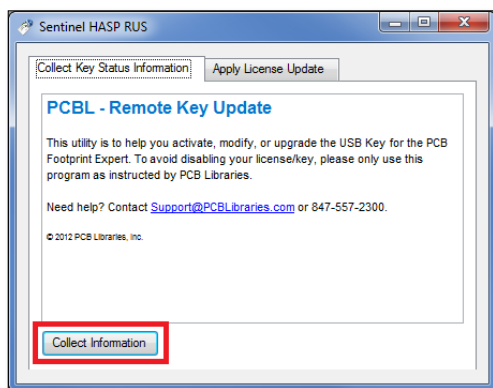 Sentinel HASP RUS
Collect Key Status Information
Apply License Update
PCBL - Remote Key Update
This utility is to help you activate, modify, or upgrade the USB Key for the PCB
Footprint Expert. To avoid disabling your license/key, please only use this
program as instructed by PCB Libraries.
Need help? Contact Support@PCBLibraries.com or 847-557-2300.
© 2012 PCB Libraries, Inc.
Collect Information